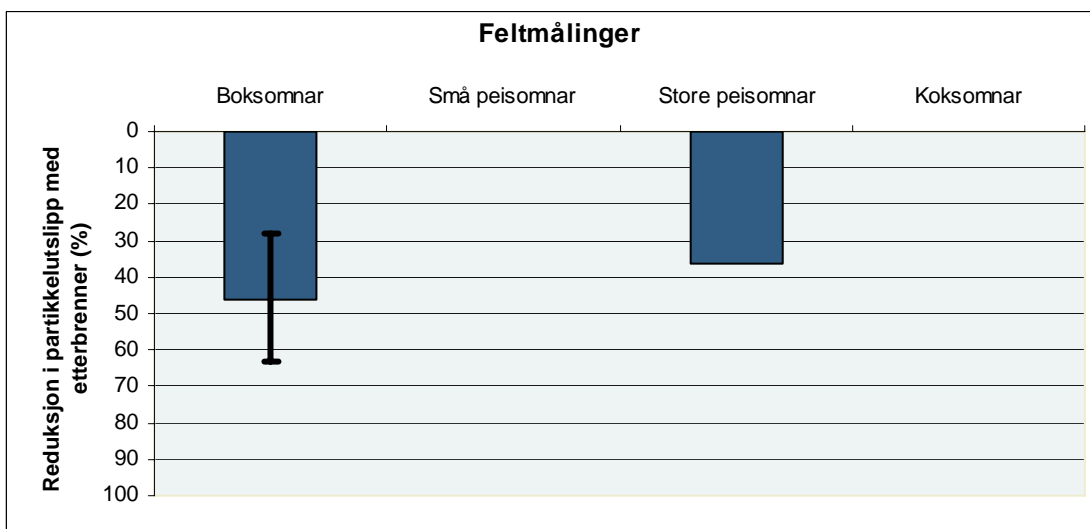 Feltmålinger
Boksomnar Små peisomnar Store peisomnar Koksomnar
Reduksjon i partikkelutslipp med
etterbrenner (%)
0
10
20
30
40
50
60
70
80
90
100